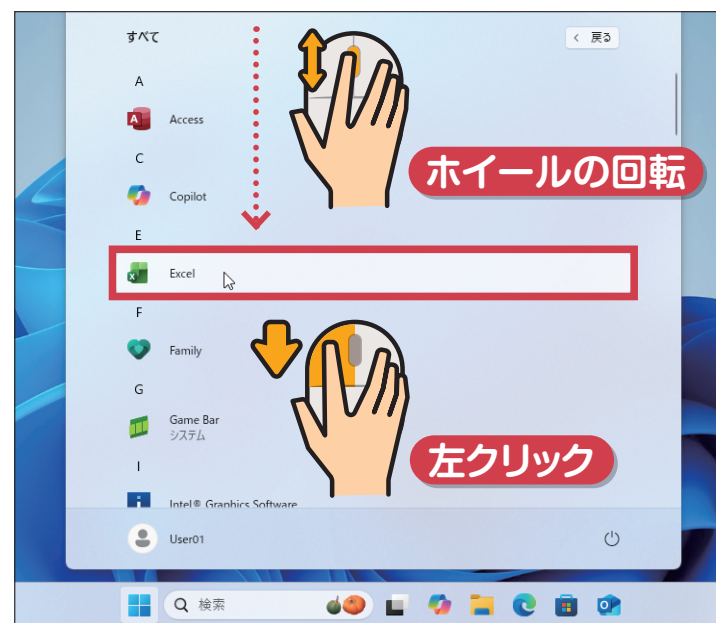 すべて
< 戻る
A
Access
C
Copilot
ホイールの回転
E
Excel
F
Family
G
Game Bar
システム
左クリック
I
Intel® Graphics Software
User01
検索